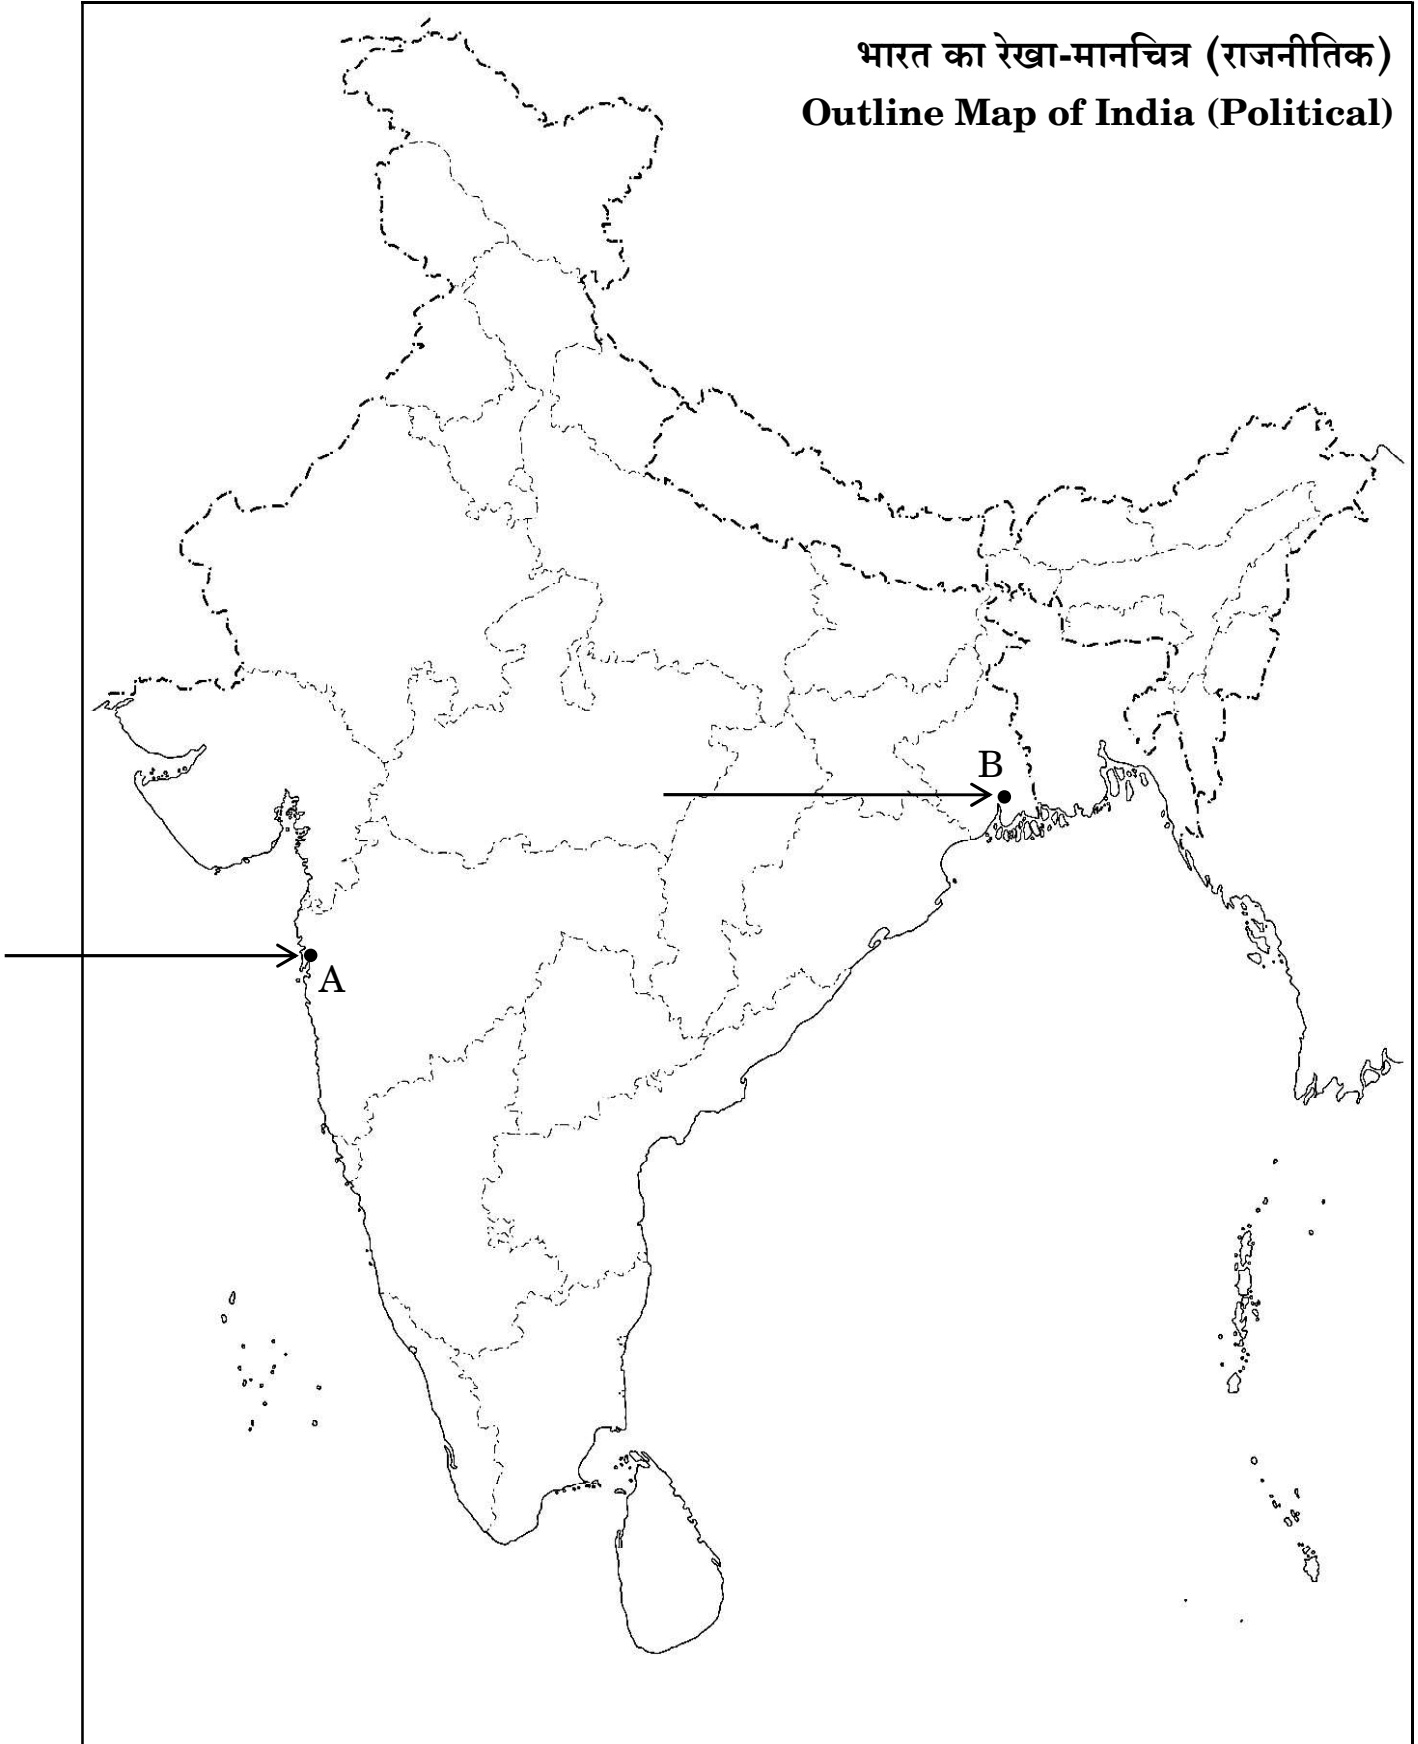 भारत का रेखा-मानचित्र (राजनीतिक)
Outline Map of India (Political)
B
A